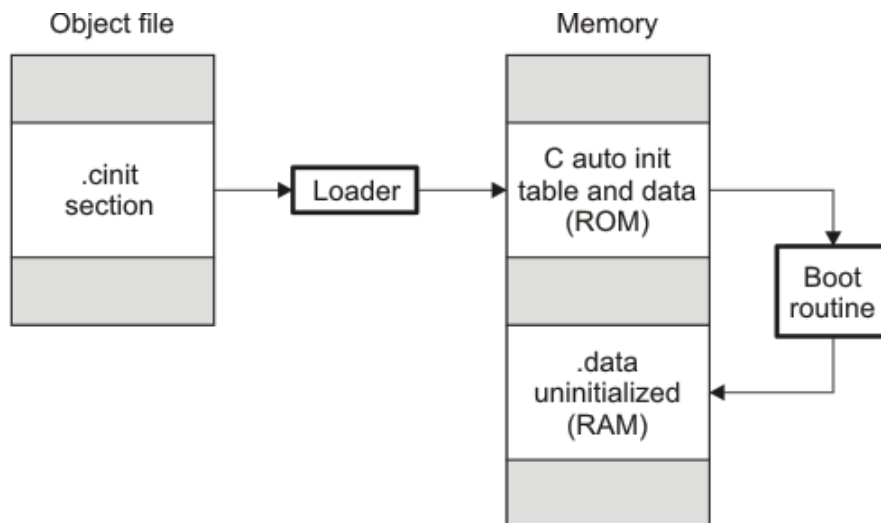 Object file
Memory
.cinit
section
Loader
C auto init
table and data
(ROM)
Boot
routine
.data
uninitialized
(RAM)